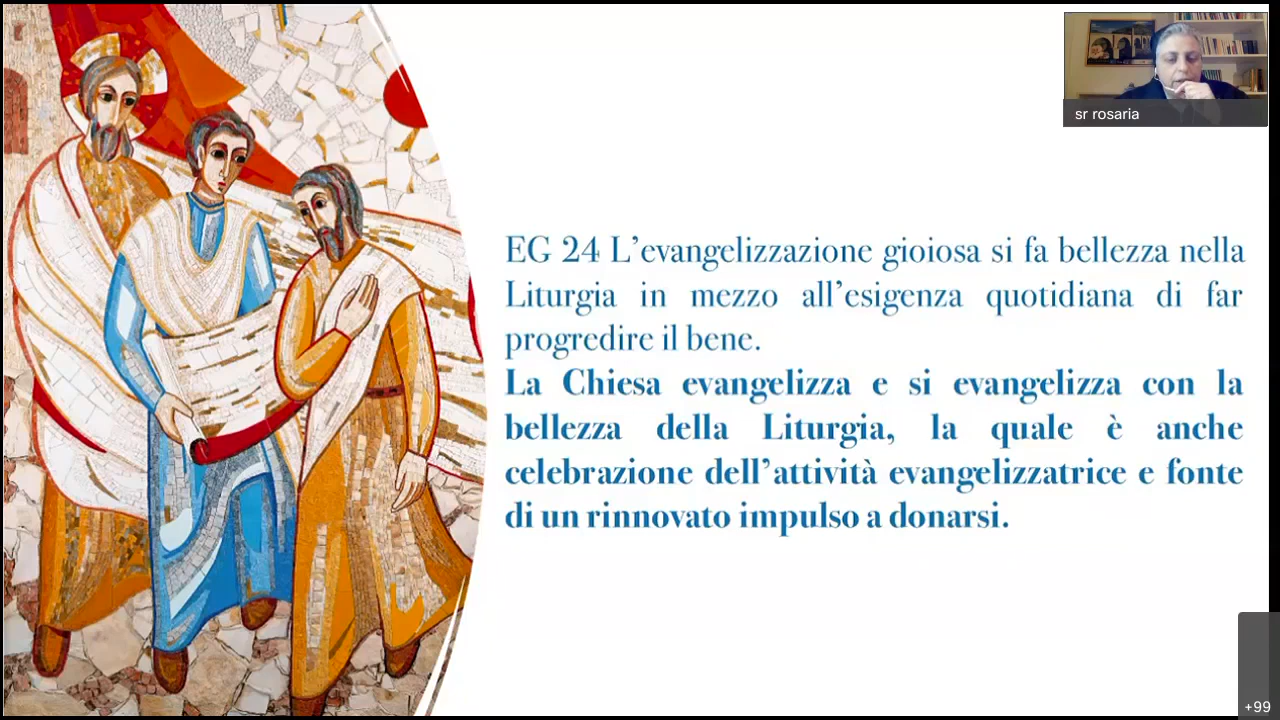 sr rosaria
EG 24 L’evangelizzazione gioiosa si fa bellezza nella
Liturgia in mezzo all’esigenza quotidiana di far
progredire il bene.
La Chiesa evangelizza e si evangelizza con la
bellezza della Liturgia, la quale è anche
celebrazione dell’attività evangelizzatrice e fonte
di un rinnovato impulso a donarsi.
+99